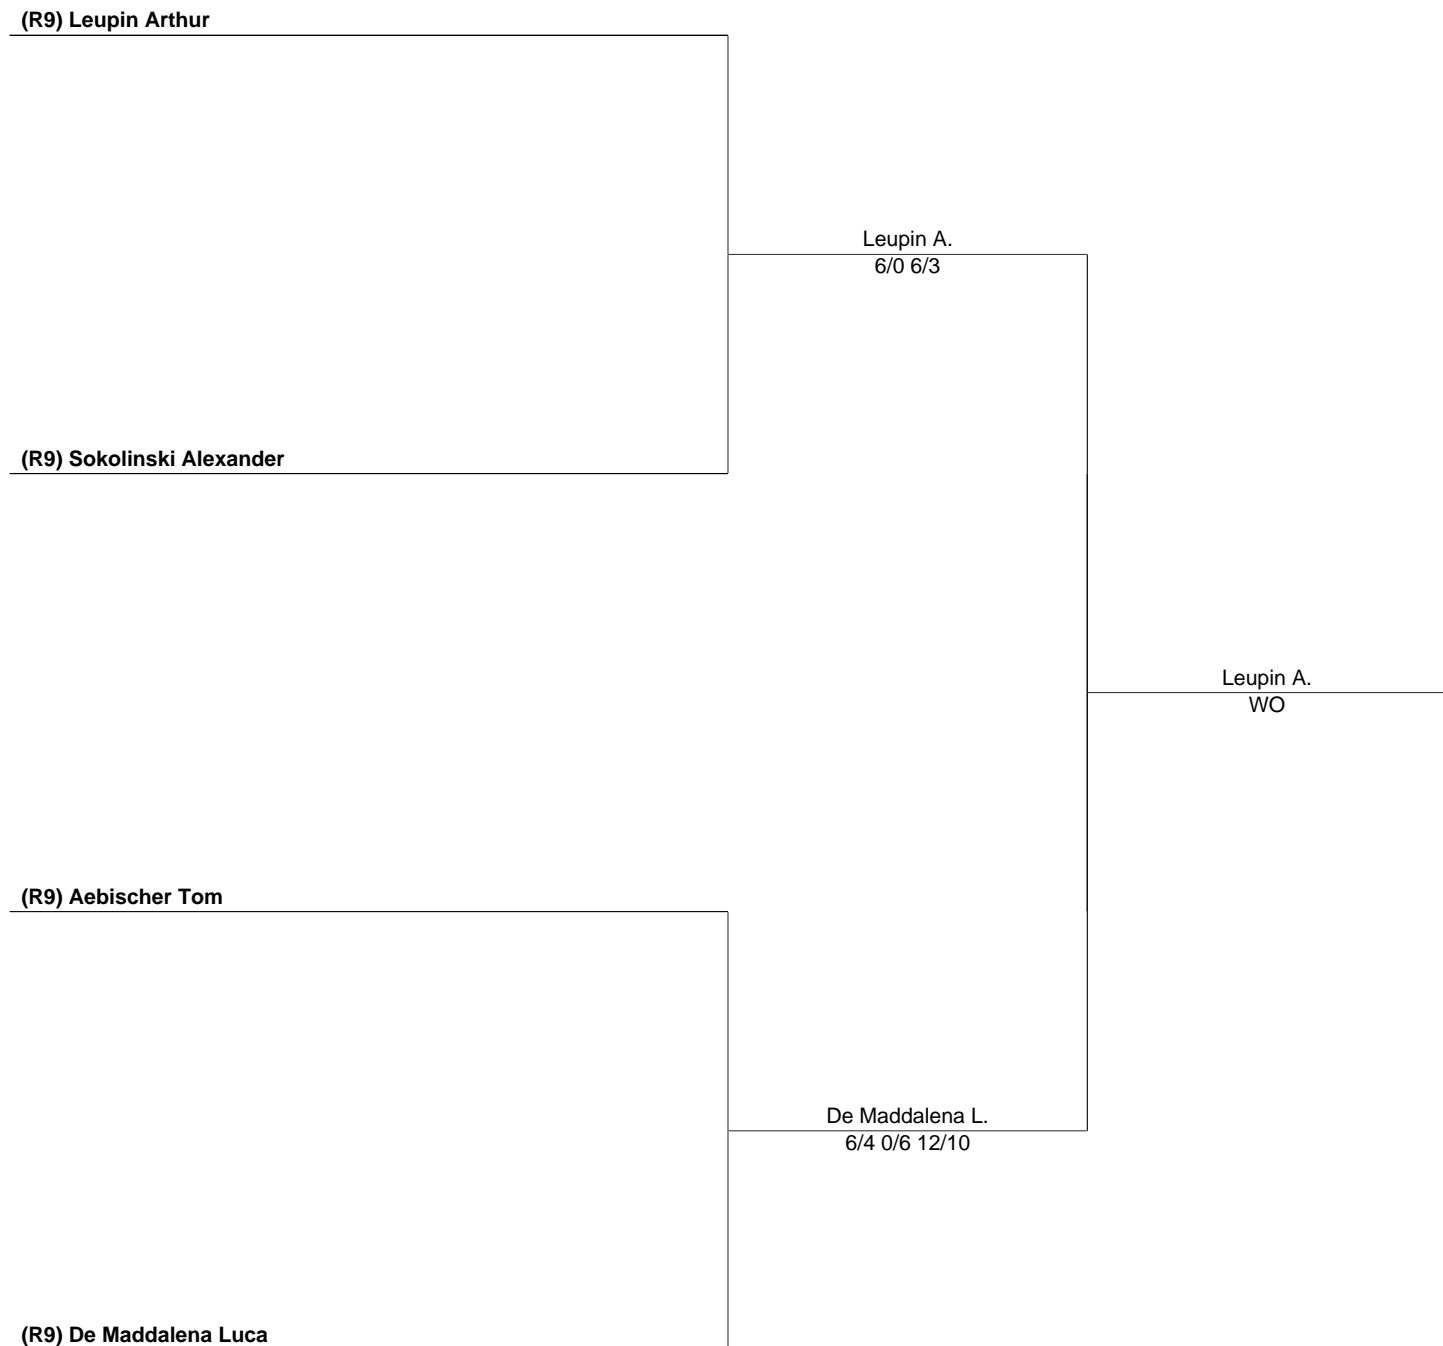 (R9) Leupin Arthur
Leupin A.
6/0 6/3
(R9) Sokolinski Alexander
Leupin A.
WO
(R9) Aebischer Tom
De Maddalena L.
6/4 0/6 12/10
(R9) De Maddalena Luca